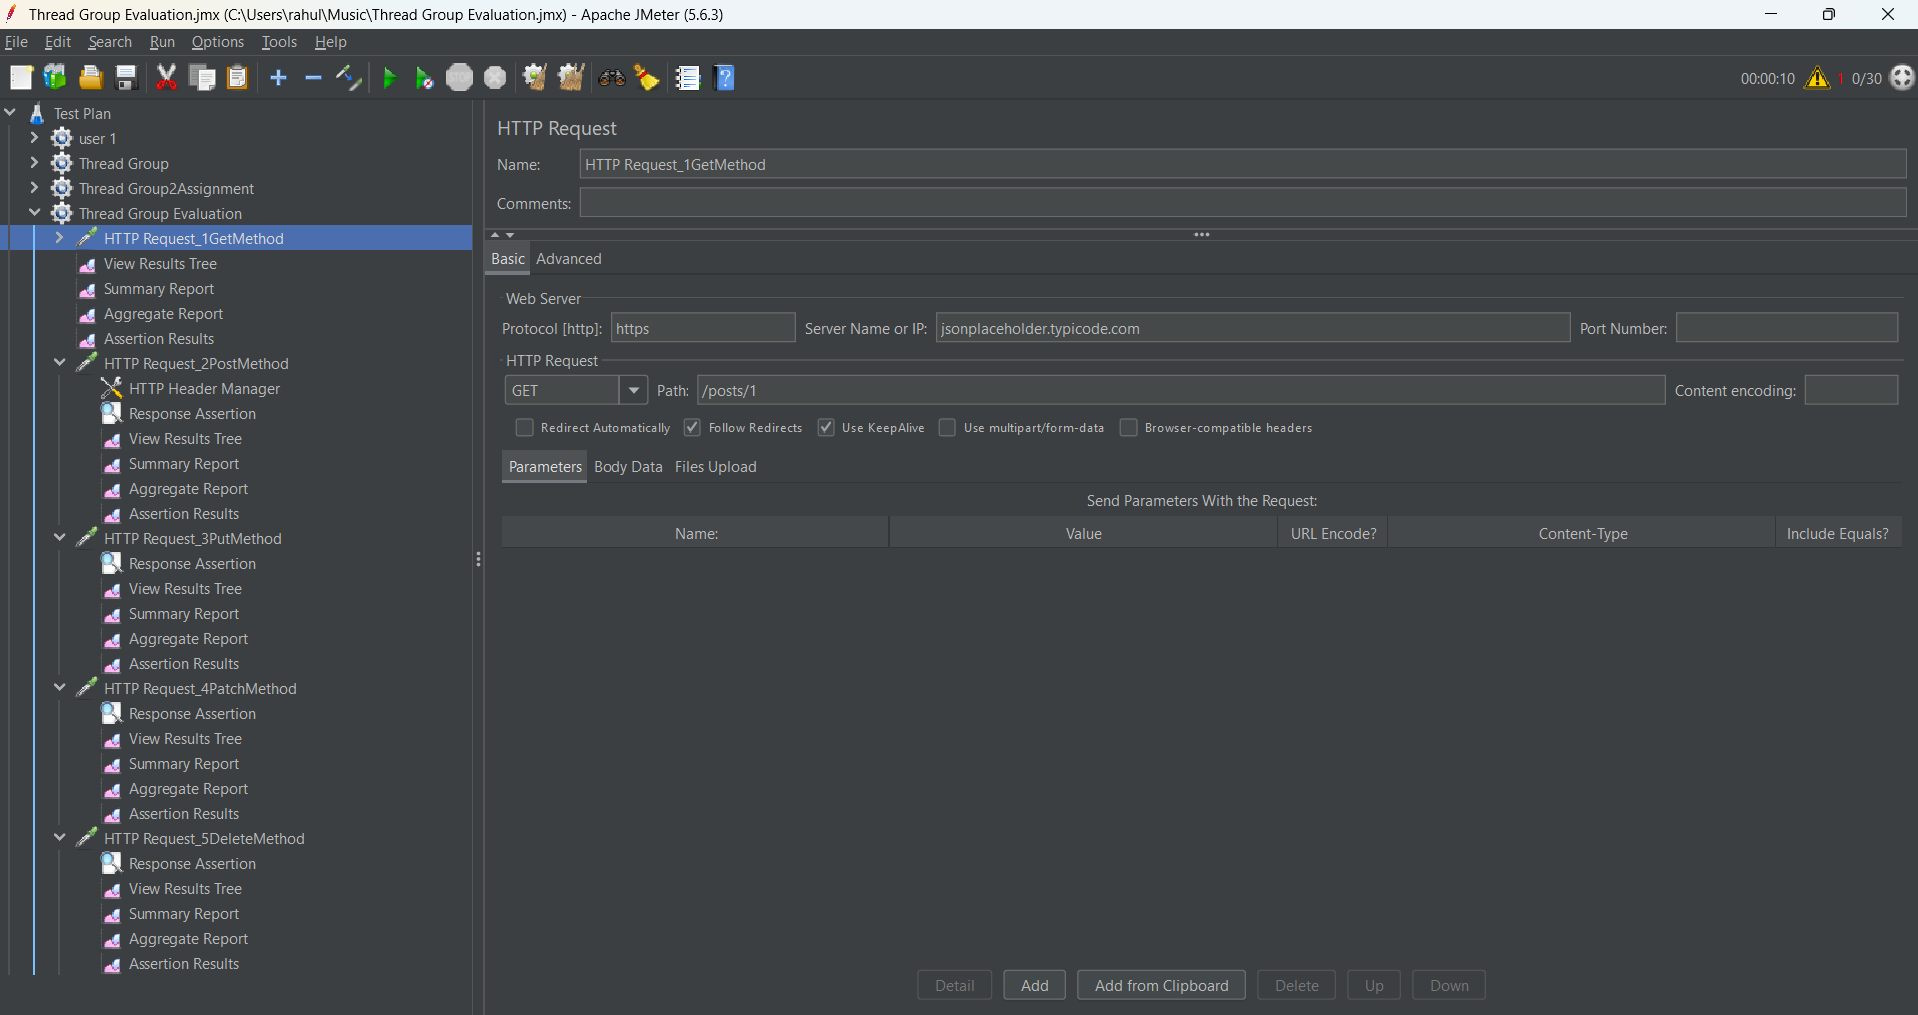 Thread Group Evaluation.jmx (C:\Users\rahul\Music\Thread Group Evaluation.jmx) - Apache JMeter (5.6.3)
File Edit Search Run Options Tools Help
STOP
00:00:10 1 0/30
Test Plan
user 1
Thread Group
Thread Group2Assignment
Thread Group Evaluation
HTTP Request_1GetMethod
View Results Tree
Summary Report
Aggregate Report
Assertion Results
HTTP Request_2PostMethod
HTTP Header Manager
Response Assertion
View Results Tree
Summary Report
Aggregate Report
Assertion Results
HTTP Request_3PutMethod
Response Assertion
View Results Tree
Summary Report
Aggregate Report
Assertion Results
HTTP Request_4PatchMethod
Response Assertion
View Results Tree
Summary Report
Aggregate Report
Assertion Results
HTTP Request_5DeleteMethod
Response Assertion
View Results Tree
Summary Report
Aggregate Report
Assertion Results
HTTP Request
Name: HTTP Request_1GetMethod
Comments:
Basic Advanced
Web Server
Protocol [http]: https Server Name or IP: jsonplaceholder.typicode.com Port Number:
HTTP Request
GET Path: /posts/1 Content encoding:
Redirect Automatically Follow Redirects Use KeepAlive Use multipart/form-data Browser-compatible headers
Parameters Body Data Files Upload
Send Parameters With the Request:
Name: Value URL Encode? Content-Type Include Equals?
Detail Add Add from Clipboard Delete Up Down